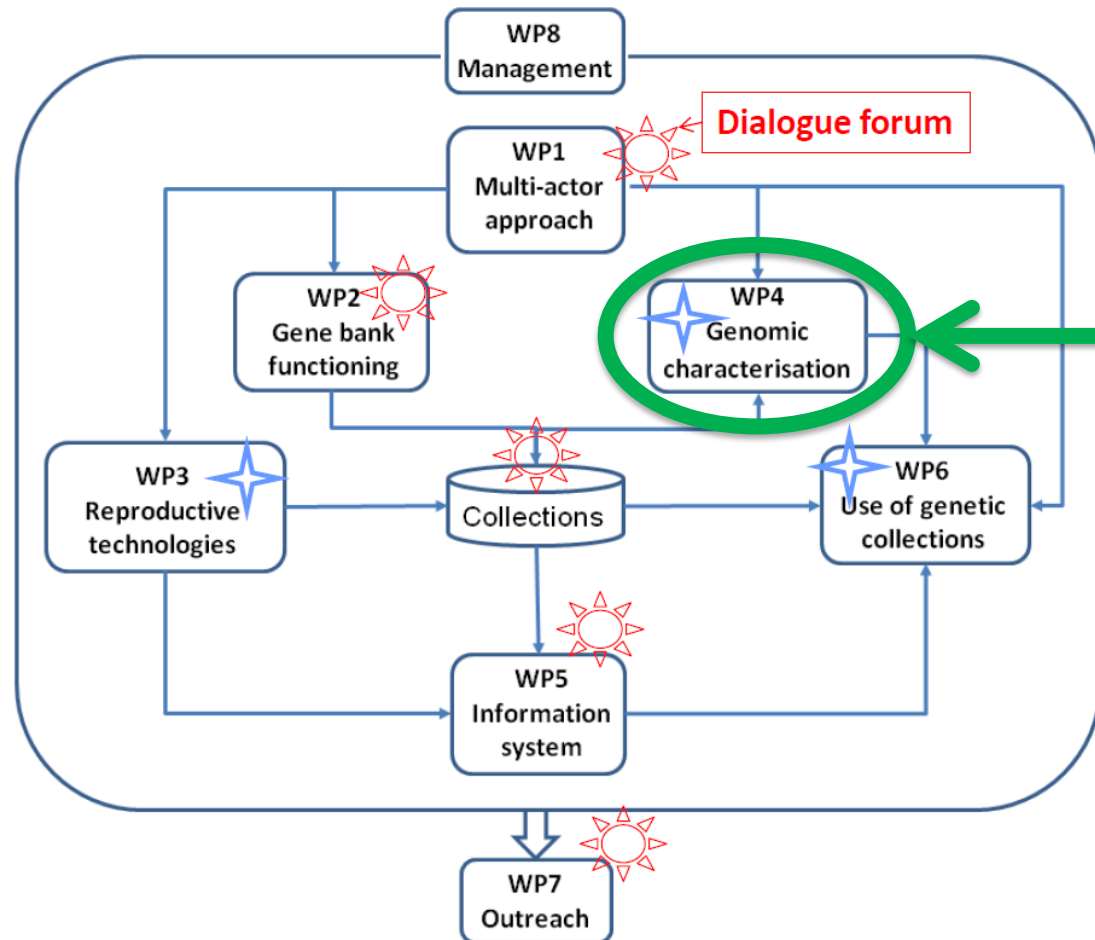 WP8
Management
Dialogue forum
WP1
Multi-actor
approach
WP2
Gene bank
functioning
WP4
Genomic
characterisation
WP3
Reproductive
technologies
Collections
WP6
Use of genetic
collections
WP5
Information
system
WP7
Outreach